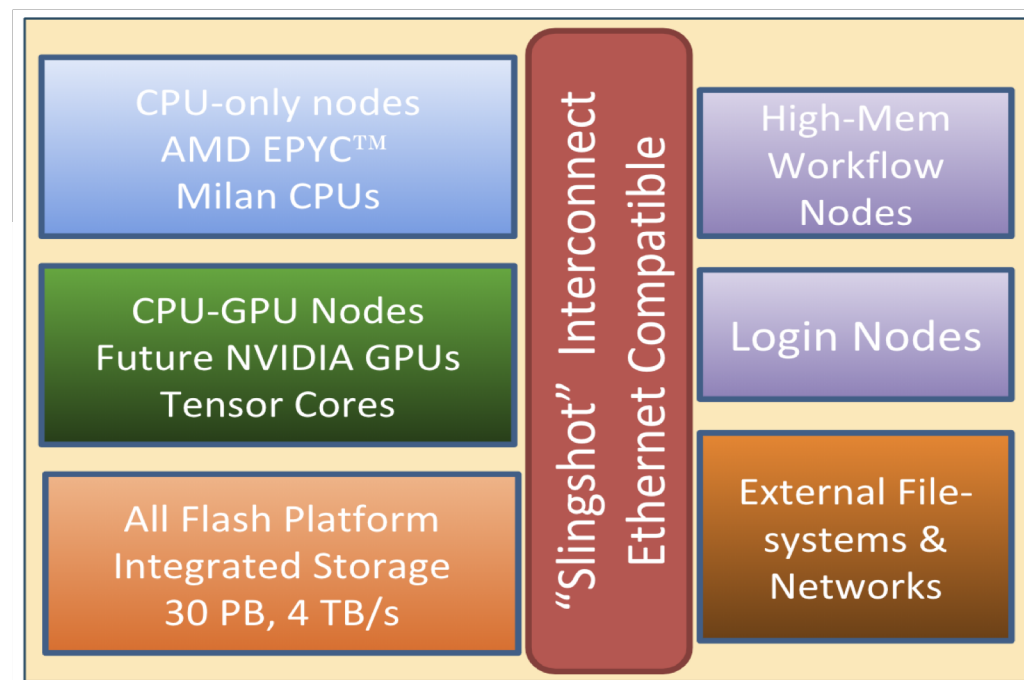 CPU-only nodes
AMD EPYC™
Milan CPUs
CPU-GPU Nodes
Future NVIDIA GPUs
Tensor Cores
All Flash Platform
Integrated Storage
30 PB, 4 TB/s
“Slingshot” Interconnect
Ethernet Compatible
High-Mem
Workflow
Nodes
Login Nodes
External File-
systems &
Networks